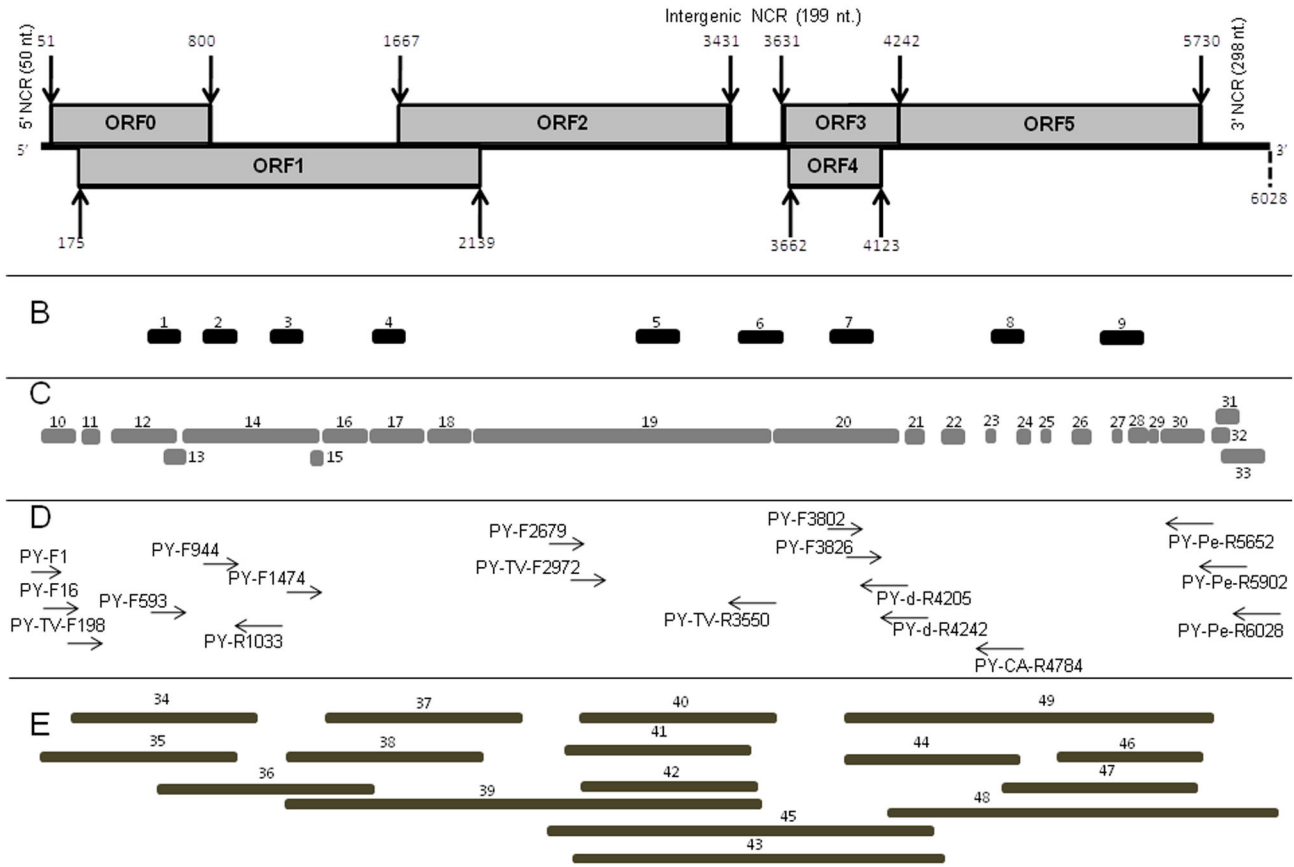 Intergenic NCR (199 nt.)
5' NCR (50 nt.)
51
800
1667
3431
3631
4242
5730
3' NCR (298 nt.)
ORF0
ORF2
ORF3
ORF5
5'
3'
ORF1
ORF4
6028
175
2139
3662
4123
B
1 2 3 4 5 6 7 8 9
C
31
10 11 12 14 16 17 18 19 20 21 22 23 24 25 26 27 28 29 30
32
13
15
33
D
PY-F3802
PY-F2679
PY-F944
PY-F3826
PY-Pe-R5652
PY-F1
PY-TV-F2972
PY-F1474
PY-Pe-R5902
PY-F16
PY-F593
PY-d-R4205
PY-TV-R3550
PY-TV-F198
PY-d-R4242
PY-Pe-R6028
PY-R1033
PY-CA-R4784
E
34 37 40 49
35 38 41 44 46
36 42 47
39 48
45
43